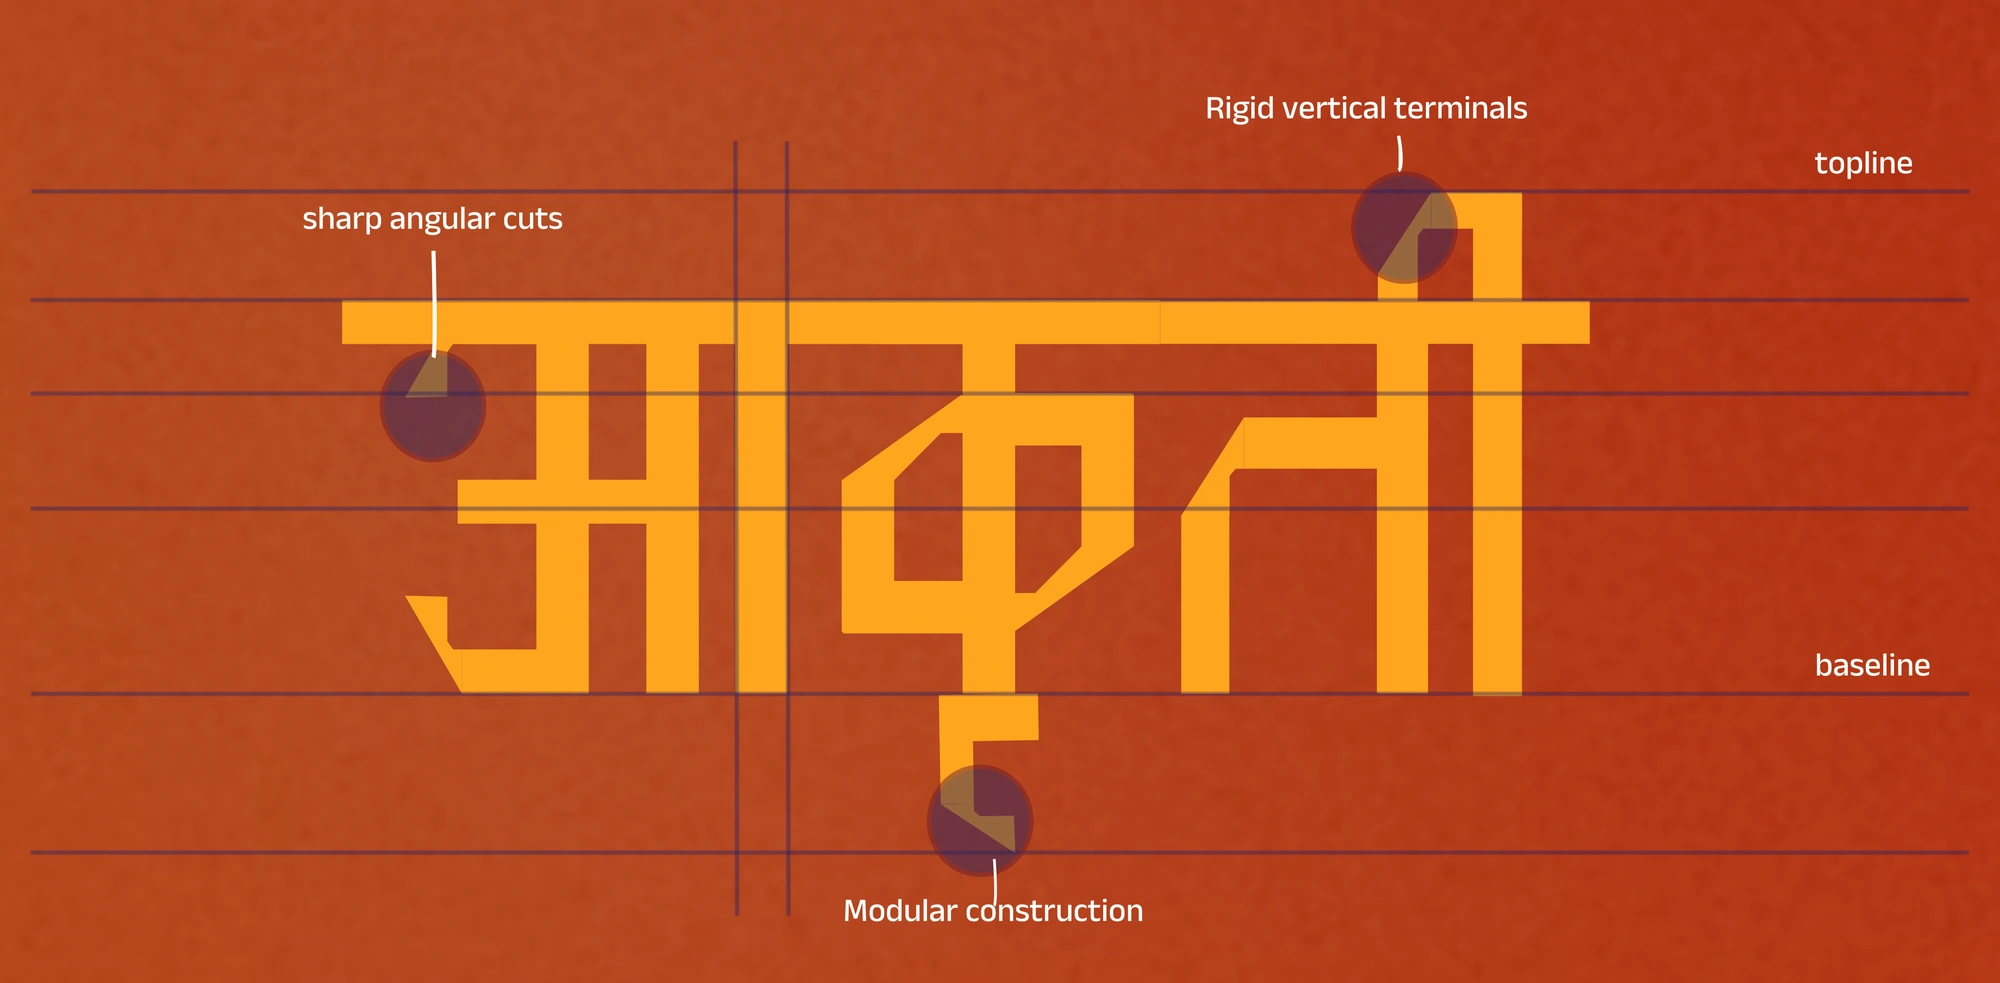 Rigid vertical terminals
topline
sharp angular cuts
आकृती
baseline
Modular construction